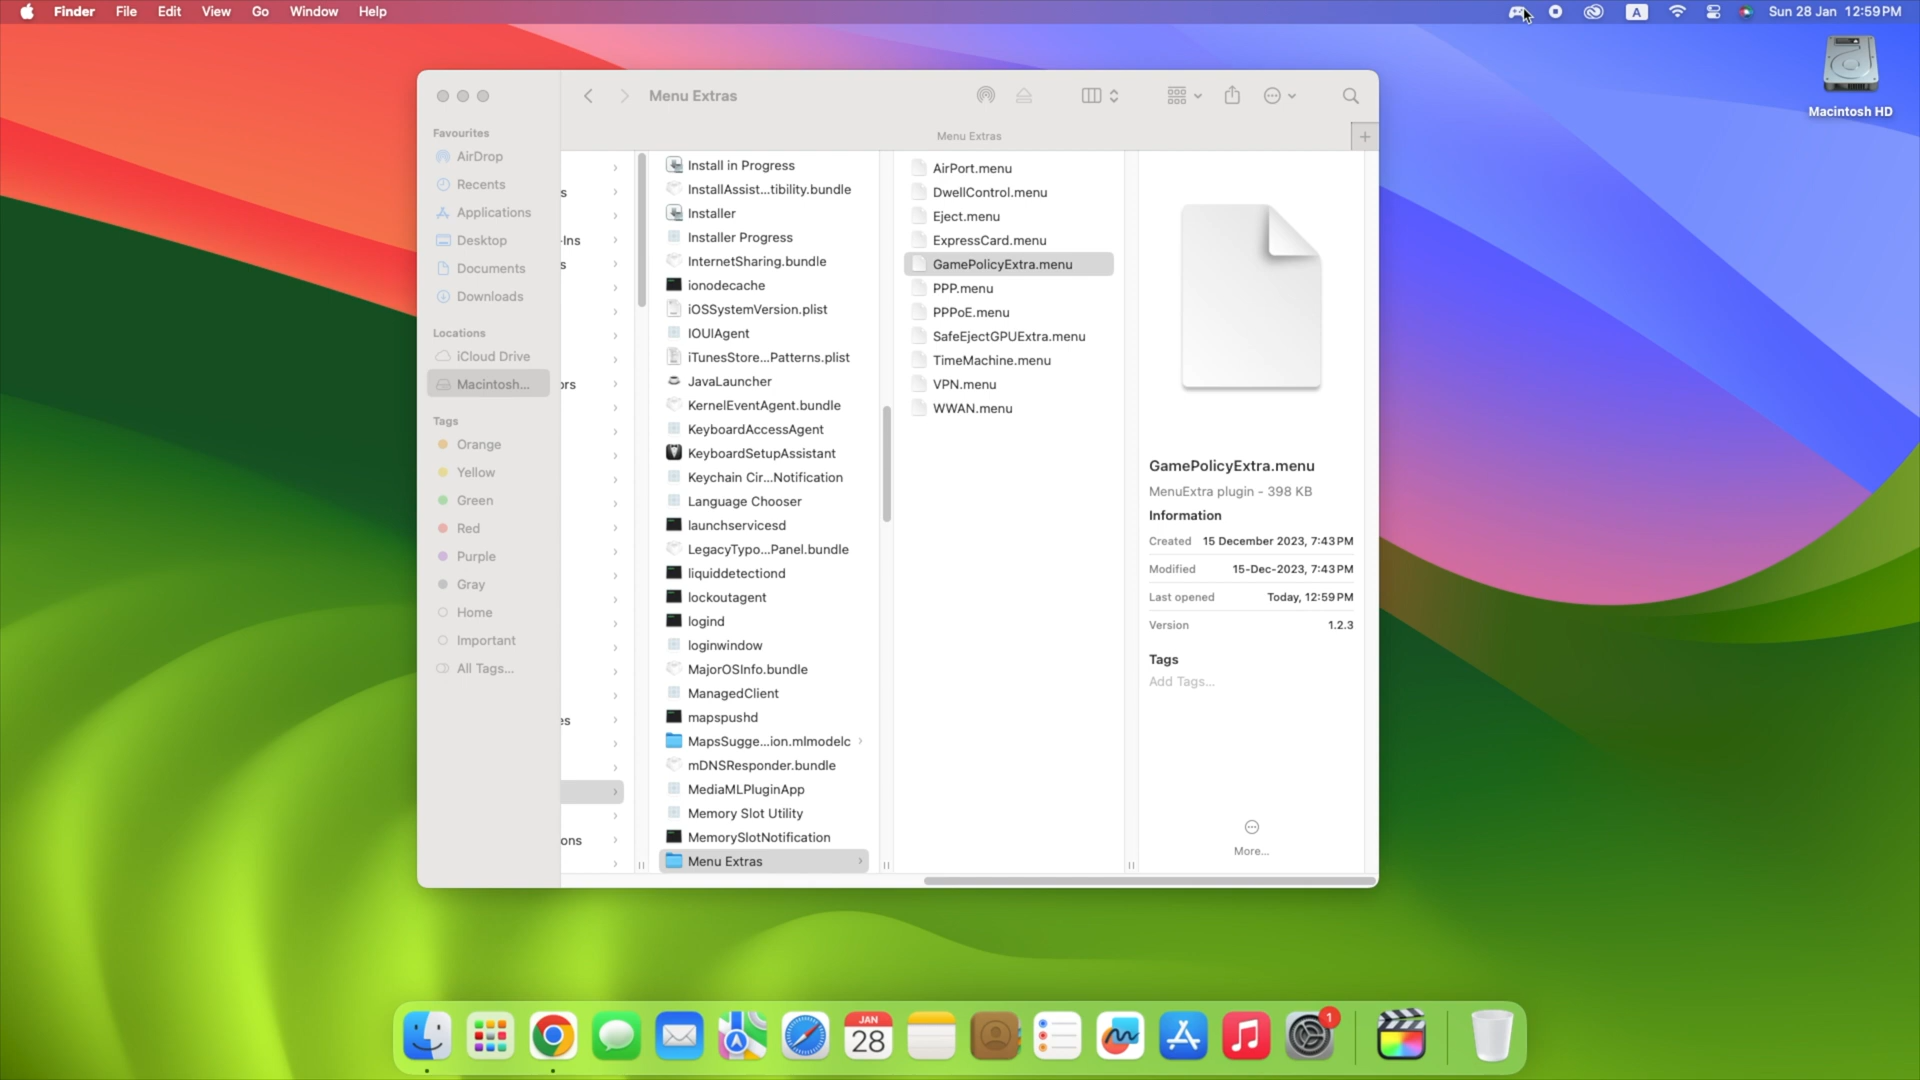 Finder File Edit View Go Window Help
A Sun 28 Jan 12:59 PM
Macintosh HD
Menu Extras
Menu Extras
Favourites
AirDrop
Recents
Applications
Desktop
Documents
Downloads
Locations
iCloud Drive
Macintosh...
Tags
Orange
Yellow
Green
Red
Purple
Gray
Home
Important
All Tags...
s
-Ins
s
ors
es
ons
Install in Progress
InstallAssist...tibility.bundle
Installer
Installer Progress
InternetSharing.bundle
ionodecache
iOSSystemVersion.plist
IOUIAgent
iTunesStore...Patterns.plist
JavaLauncher
KernelEventAgent.bundle
KeyboardAccessAgent
KeyboardSetupAssistant
Keychain Cir...Notification
Language Chooser
launchservicesd
LegacyTypo...Panel.bundle
liquiddetectiond
lockoutagent
logind
loginwindow
MajorOSInfo.bundle
ManagedClient
mapspushd
MapsSugge...ion.mlmodelc
mDNSResponder.bundle
MediaMLPluginApp
Memory Slot Utility
MemorySlotNotification
Menu Extras
AirPort.menu
DwellControl.menu
Eject.menu
ExpressCard.menu
GamePolicyExtra.menu
PPP.menu
PPPoE.menu
SafeEjectGPUExtra.menu
TimeMachine.menu
VPN.menu
WWAN.menu
GamePolicyExtra.menu
MenuExtra plugin - 398 KB
Information
Created 15 December 2023, 7:43 PM
Modified 15-Dec-2023, 7:43 PM
Last opened Today, 12:59 PM
Version 1.2.3
Tags
Add Tags...
More...
JAN
28
1